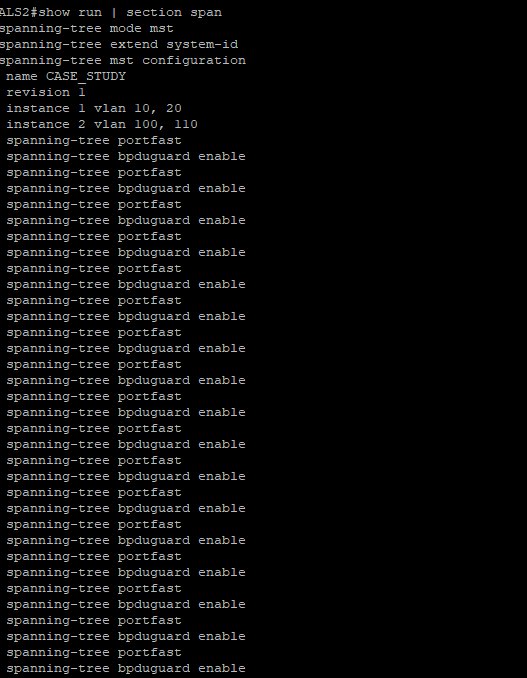 ALS2#show run | section span
spanning-tree mode mst
spanning-tree extend system-id
spanning-tree mst configuration
 name CASE_STUDY
 revision 1
 instance 1 vlan 10, 20
 instance 2 vlan 100, 110
 spanning-tree portfast
 spanning-tree bpduguard enable
 spanning-tree portfast
 spanning-tree bpduguard enable
 spanning-tree portfast
 spanning-tree bpduguard enable
 spanning-tree portfast
 spanning-tree bpduguard enable
 spanning-tree portfast
 spanning-tree bpduguard enable
 spanning-tree portfast
 spanning-tree bpduguard enable
 spanning-tree portfast
 spanning-tree bpduguard enable
 spanning-tree portfast
 spanning-tree bpduguard enable
 spanning-tree portfast
 spanning-tree bpduguard enable
 spanning-tree portfast
 spanning-tree bpduguard enable
 spanning-tree portfast
 spanning-tree bpduguard enable
 spanning-tree portfast
 spanning-tree bpduguard enable
 spanning-tree portfast
 spanning-tree bpduguard enable
 spanning-tree portfast
 spanning-tree bpduguard enable
 spanning-tree portfast
 spanning-tree bpduguard enable
 spanning-tree portfast
 spanning-tree bpduguard enable
 spanning-tree portfast
 spanning-tree bpduguard enable